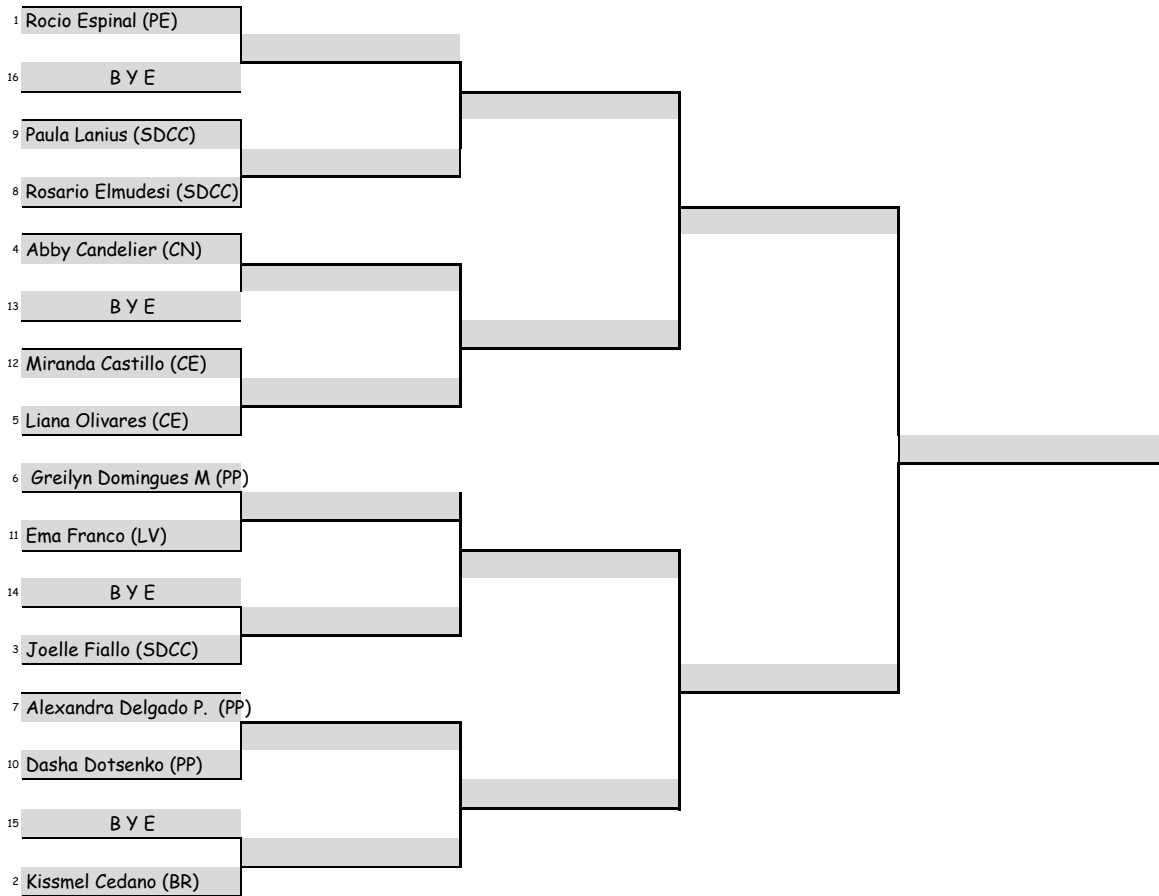 1 Rocio Espinal (PE)
16 B Y E
9 Paula Lanius (SDCC)
8 Rosario Elmudesi (SDCC)
4 Abby Candelier (CN)
13 B Y E
12 Miranda Castillo (CE)
5 Liana Olivares (CE)
6 Greilyn Domingues M (PP)
11 Ema Franco (LV)
14 B Y E
3 Joelle Fiallo (SDCC)
7 Alexandra Delgado P. (PP)
10 Dasha Dotsenko (PP)
15 B Y E
2 Kissmel Cedano (BR)